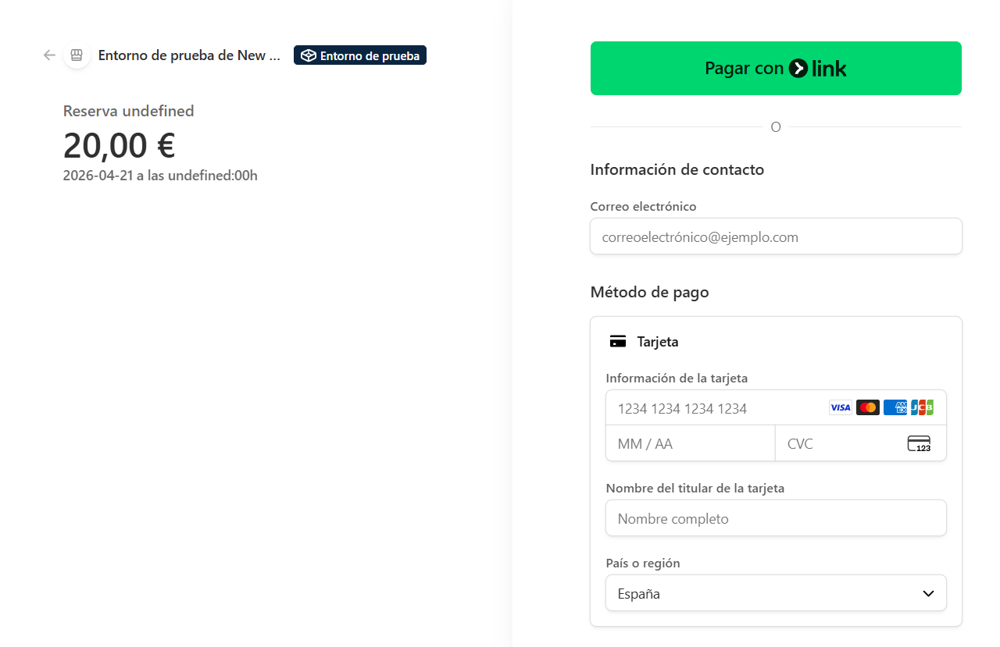 Entorno de prueba de New ...
Entorno de prueba
Reserva undefined
20,00 €
2026-04-21 a las undefined:00h
Pagar con link
O
Información de contacto
Correo electrónico
correoelectrónico@ejemplo.com
Método de pago
Tarjeta
Información de la tarjeta
1234 1234 1234 1234 VISA AMEX JCB
MM / AA CVC 123
Nombre del titular de la tarjeta
Nombre completo
País o región
España